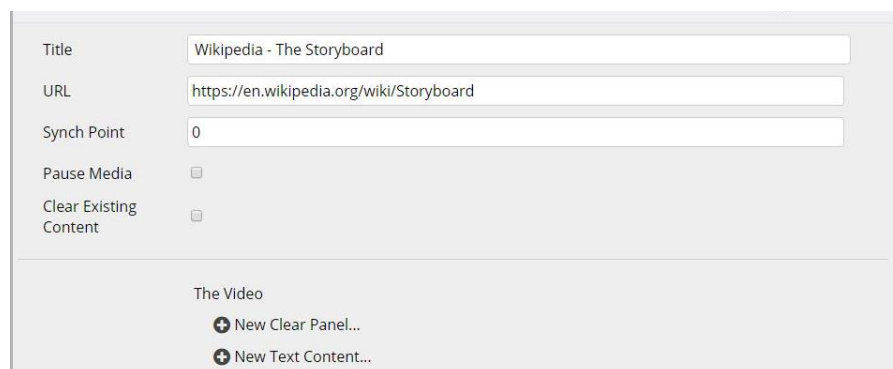 Title Wikipedia - The Storyboard
URL https://en.wikipedia.org/wiki/Storyboard
Synch Point 0
Pause Media
Clear Existing
Content
The Video
New Clear Panel...
New Text Content...